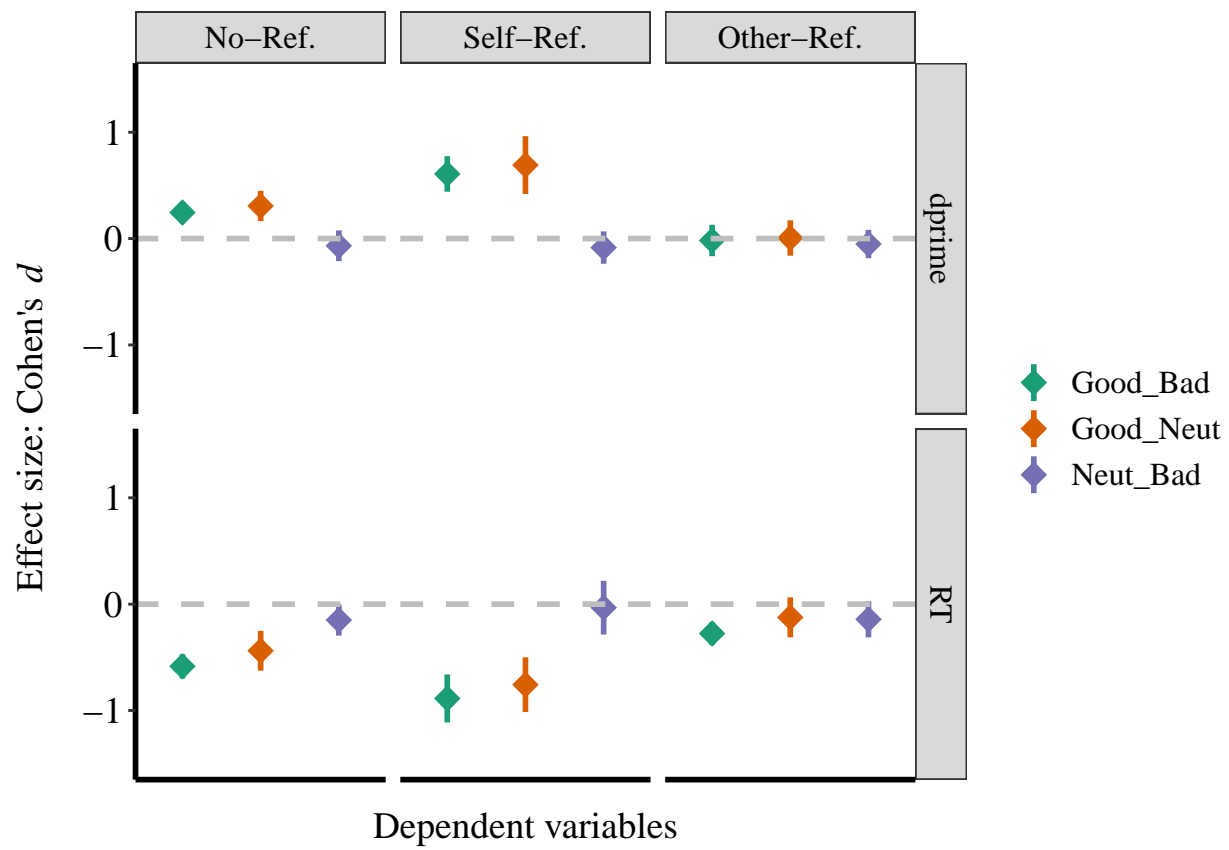 No−Ref. Self−Ref. Other−Ref.
Effect size: Cohen's d
1
0
−1
dprime
1
0
−1
RT
Dependent variables
Good_Bad
Good_Neut
Neut_Bad